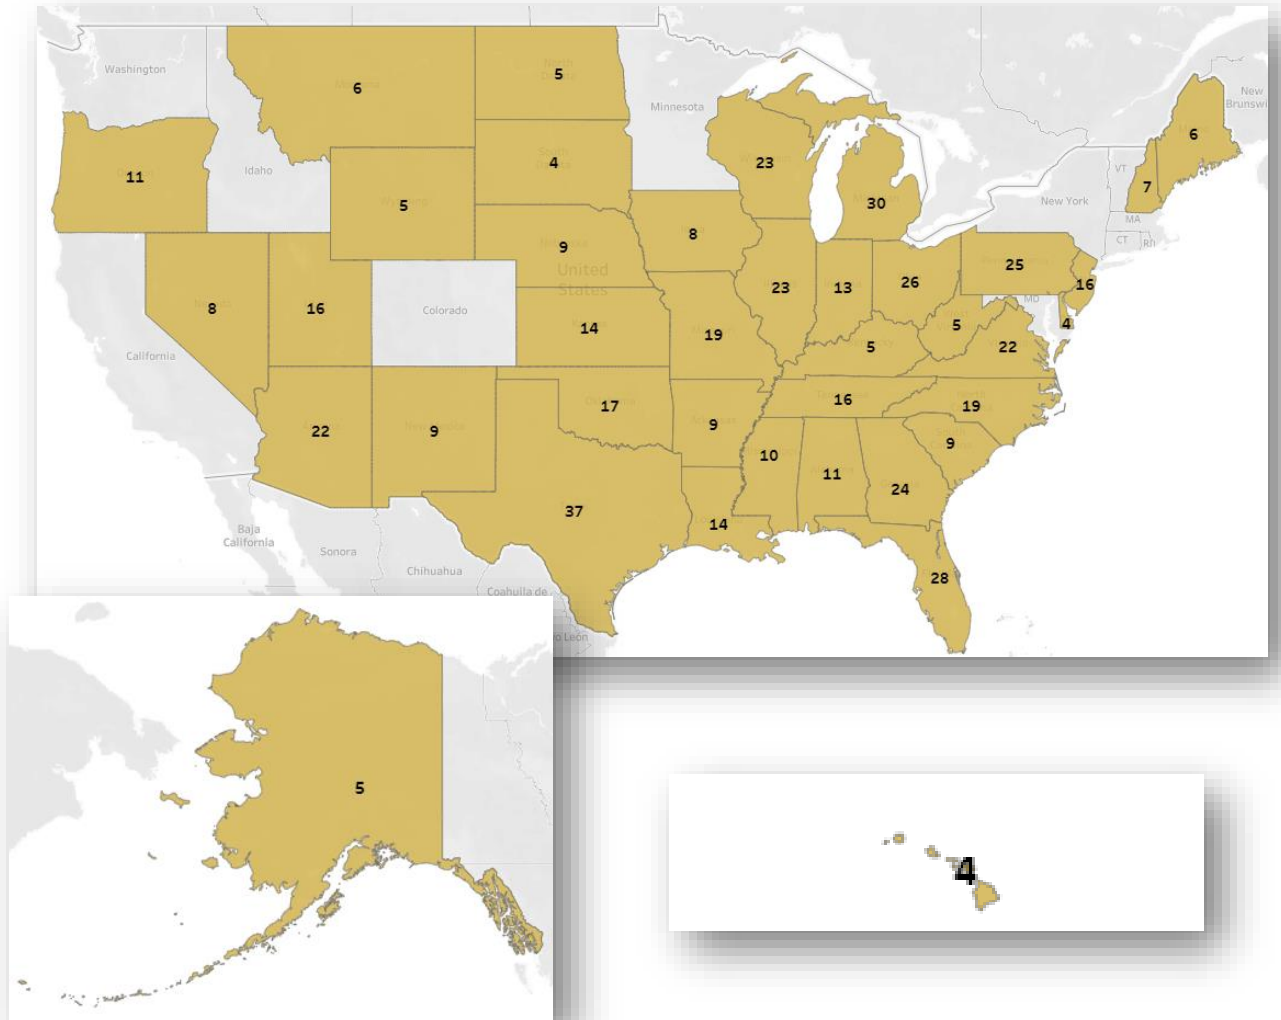 Washington
6
5
Minnesota
New
Brunswi
6
11
Idaho
5
4
23
30
VT
7
New York
MA
CT
RI
8
9
United
States
25
16
8
16
Colorado
14
23
13
26
MD
4
5
22
19
5
California
22
9
17
9
16
19
9
10
11
24
37
14
28
Baja
California
Sonora
Chihuahua
Coahuila de
vo León
5
4